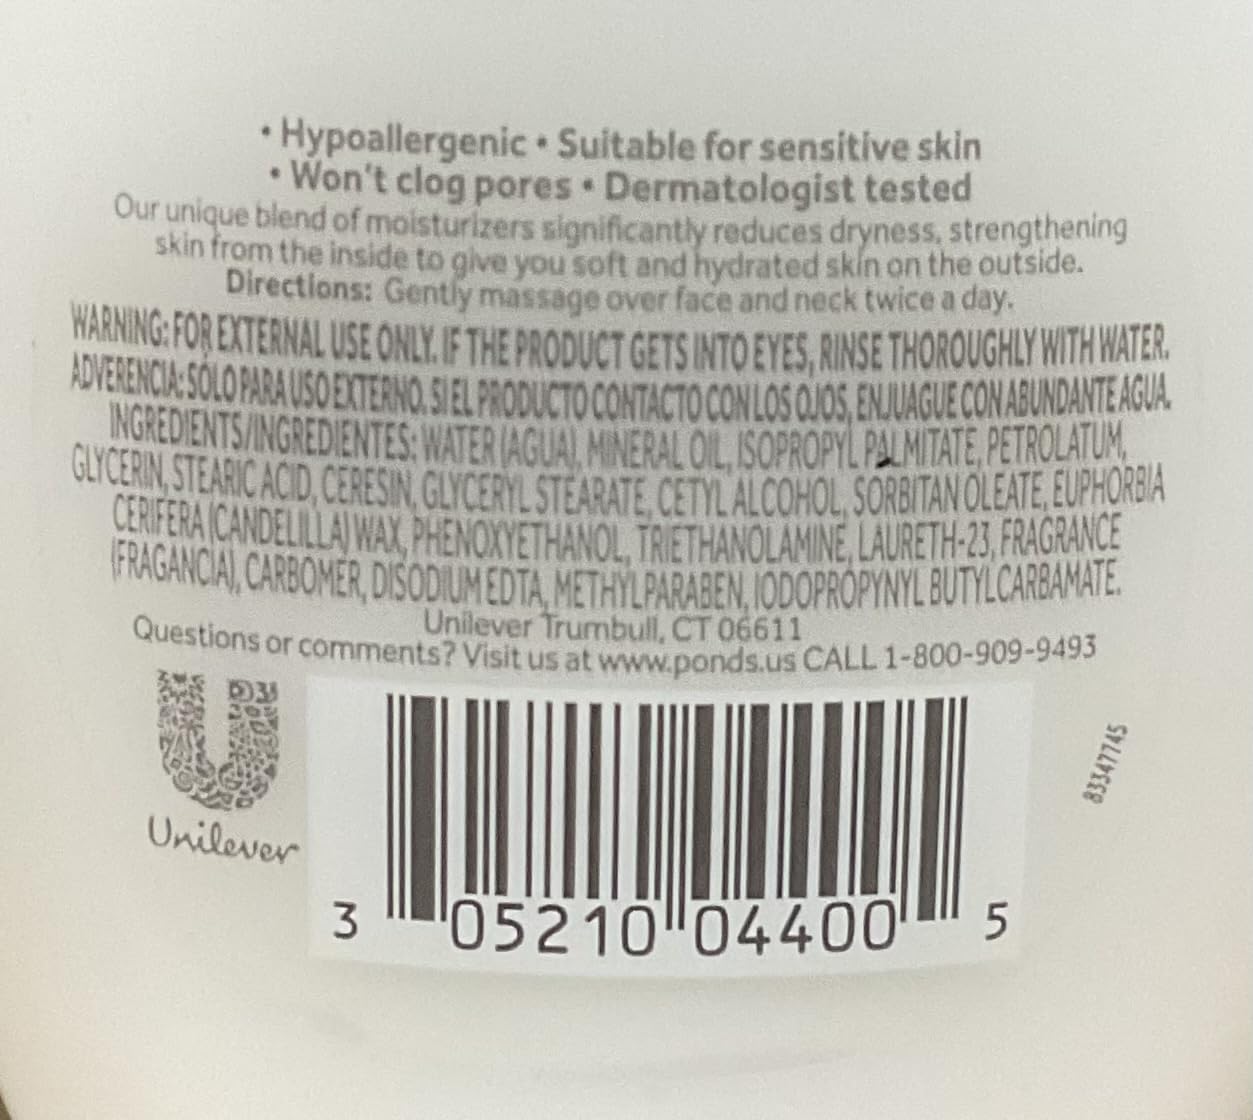 • Hypoallergenic • Suitable for sensitive skin
• Won't clog pores • Dermatologist tested
Our unique blend of moisturizers significantly reduces dryness, strengthening
skin from the inside to give you soft and hydrated skin on the outside.
Directions: Gently massage over face and neck twice a day.
WARNING: FOR EXTERNAL USE ONLY. IF THE PRODUCT GETS INTO EYES, RINSE THOROUGHLY WITH WATER.
ADVERENCIA: SÓLO PARA USO EXTERNO. SI EL PRODUCTO CONTACTO CON LOS OJOS, ENJUAGUE CON ABUNDANTE AGUA.
INGREDIENTS/INGREDIENTES: WATER (AGUA), MINERAL OIL, ISOPROPYL PALMITATE, PETROLATUM,
GLYCERIN, STEARIC ACID, CERESIN, GLYCERYL STEARATE, CETYL ALCOHOL, SORBITAN OLEATE, EUPHORBIA
CERIFERA (CANDELILLA) WAX, PHENOXYETHANOL, TRIETHANOLAMINE, LAURETH-23, FRAGRANCE
(FRAGANCIA), CARBOMER, DISODIUM EDTA, METHYLPARABEN, IODOPROPYNYL BUTYLCARBAMATE.
Unilever Trumbull, CT 06611
Questions or comments? Visit us at www.ponds.us CALL 1-800-909-9493
Unilever
83347745
3 05210 04400 5